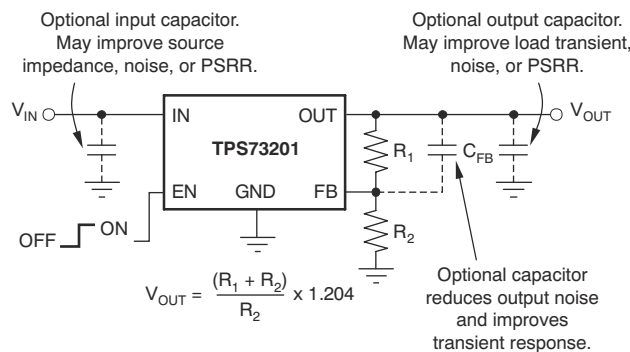 Optional input capacitor.
May improve source
impedance, noise, or PSRR.
Optional output capacitor.
May improve load transient,
noise, or PSRR.
VIN
IN
OUT
VOUT
TPS73201
R1
CFB
EN
GND
FB
OFF
ON
R2
VOUT = (R1 + R2)
R2
x 1.204
Optional capacitor
reduces output noise
and improves
transient response.